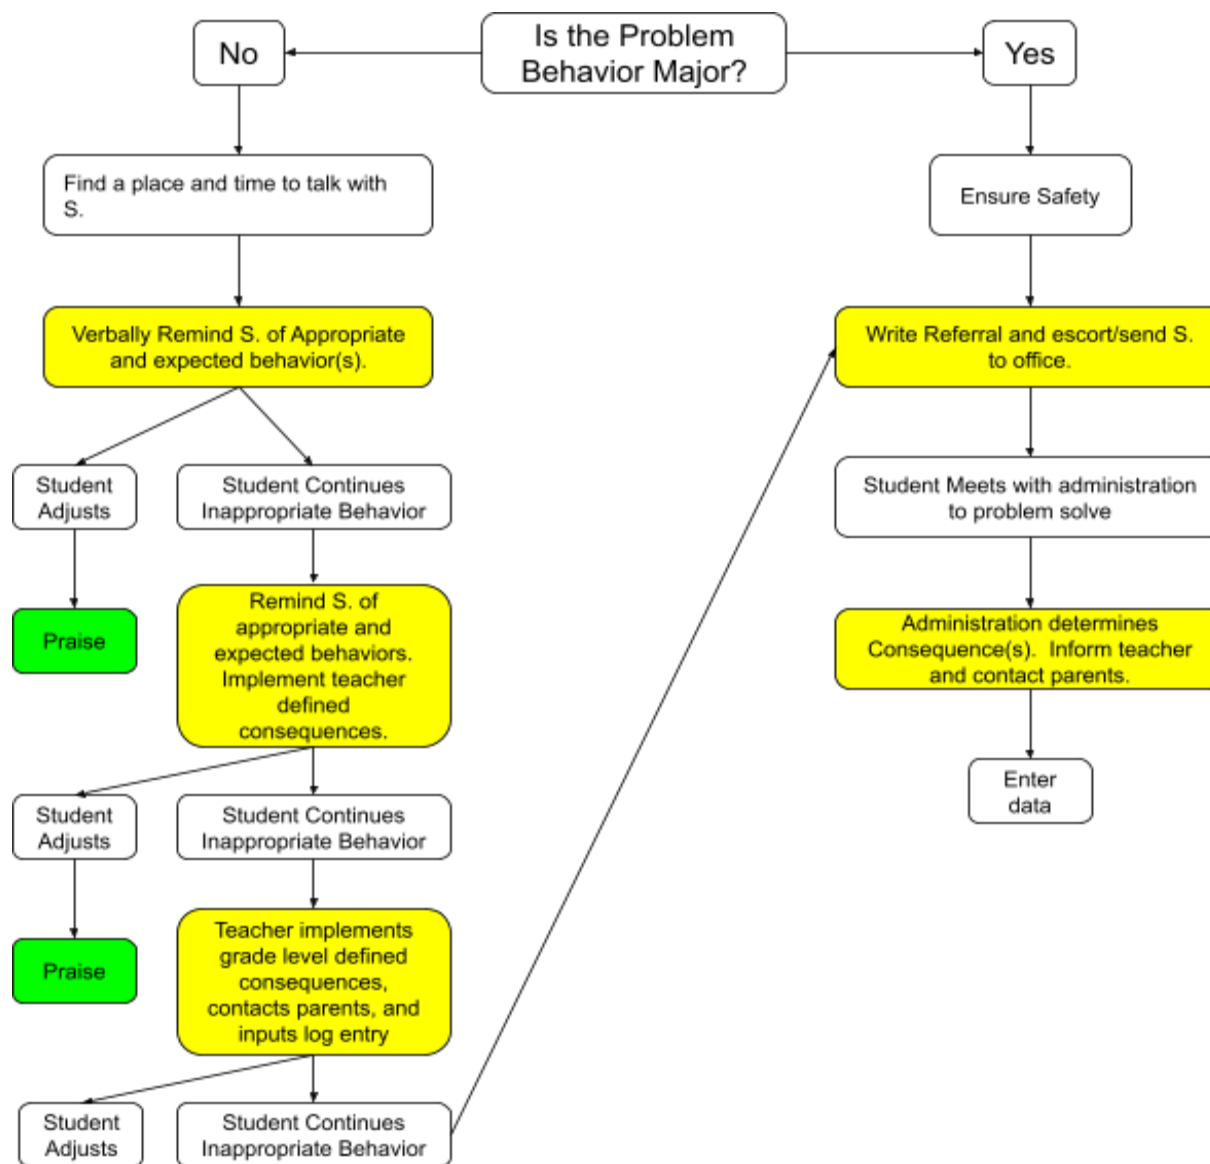 Is the Problem
Behavior Major?
No
Yes
Find a place and time to talk with
S.
Ensure Safety
Verbally Remind S. of Appropriate
and expected behavior(s).
Write Referral and escort/send S.
to office.
Student
Adjusts
Student Continues
Inappropriate Behavior
Student Meets with administration
to problem solve
Praise
Remind S. of
appropriate and
expected behaviors.
Implement teacher
defined
consequences.
Administration determines
Consequence(s).  Inform teacher
and contact parents.
Student
Adjusts
Student Continues
Inappropriate Behavior
Enter
data
Praise
Teacher implements
grade level defined
consequences,
contacts parents, and
inputs log entry
Student
Adjusts
Student Continues
Inappropriate Behavior